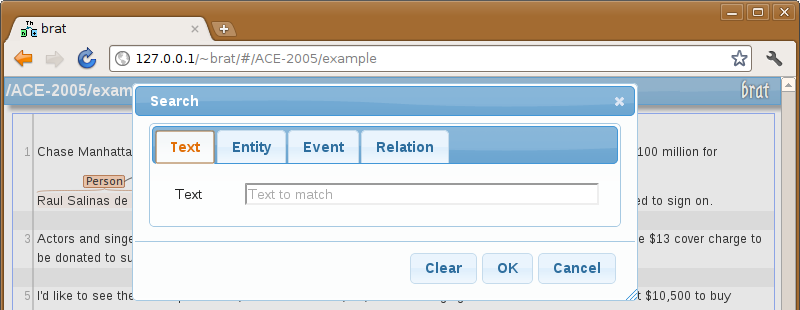 brat
127.0.0.1/~brat/#/ACE-2005/example
/ACE-2005/exam
brat
Search
Text Entity Event Relation
Text Text to match
Clear OK Cancel
1 Chase Manhatta 100 million for
Person
Raul Salinas de ed to sign on.
3 Actors and singe e $13 cover charge to
be donated to su
5 I'd like to see the t $10,500 to buy